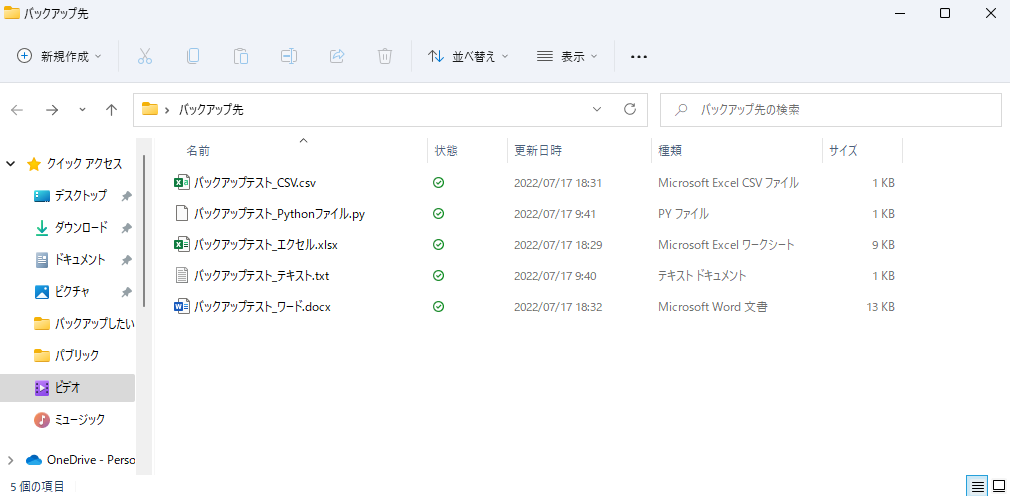 バックアップ先
新規作成
並べ替え
表示
バックアップ先
バックアップ先の検索
名前 状態 更新日時 種類 サイズ
クイック アクセス
デスクトップ
ダウンロード
ドキュメント
ピクチャ
バックアップしたい
パブリック
ビデオ
ミュージック
OneDrive - Perso
バックアップテスト_CSV.csv 2022/07/17 18:31 Microsoft Excel CSV ファイル 1 KB
バックアップテスト_Pythonファイル.py 2022/07/17 9:41 PY ファイル 1 KB
バックアップテスト_エクセル.xlsx 2022/07/17 18:29 Microsoft Excel ワークシート 9 KB
バックアップテスト_テキスト.txt 2022/07/17 9:40 テキスト ドキュメント 1 KB
バックアップテスト_ワード.docx 2022/07/17 18:32 Microsoft Word 文書 13 KB
5 個の項目